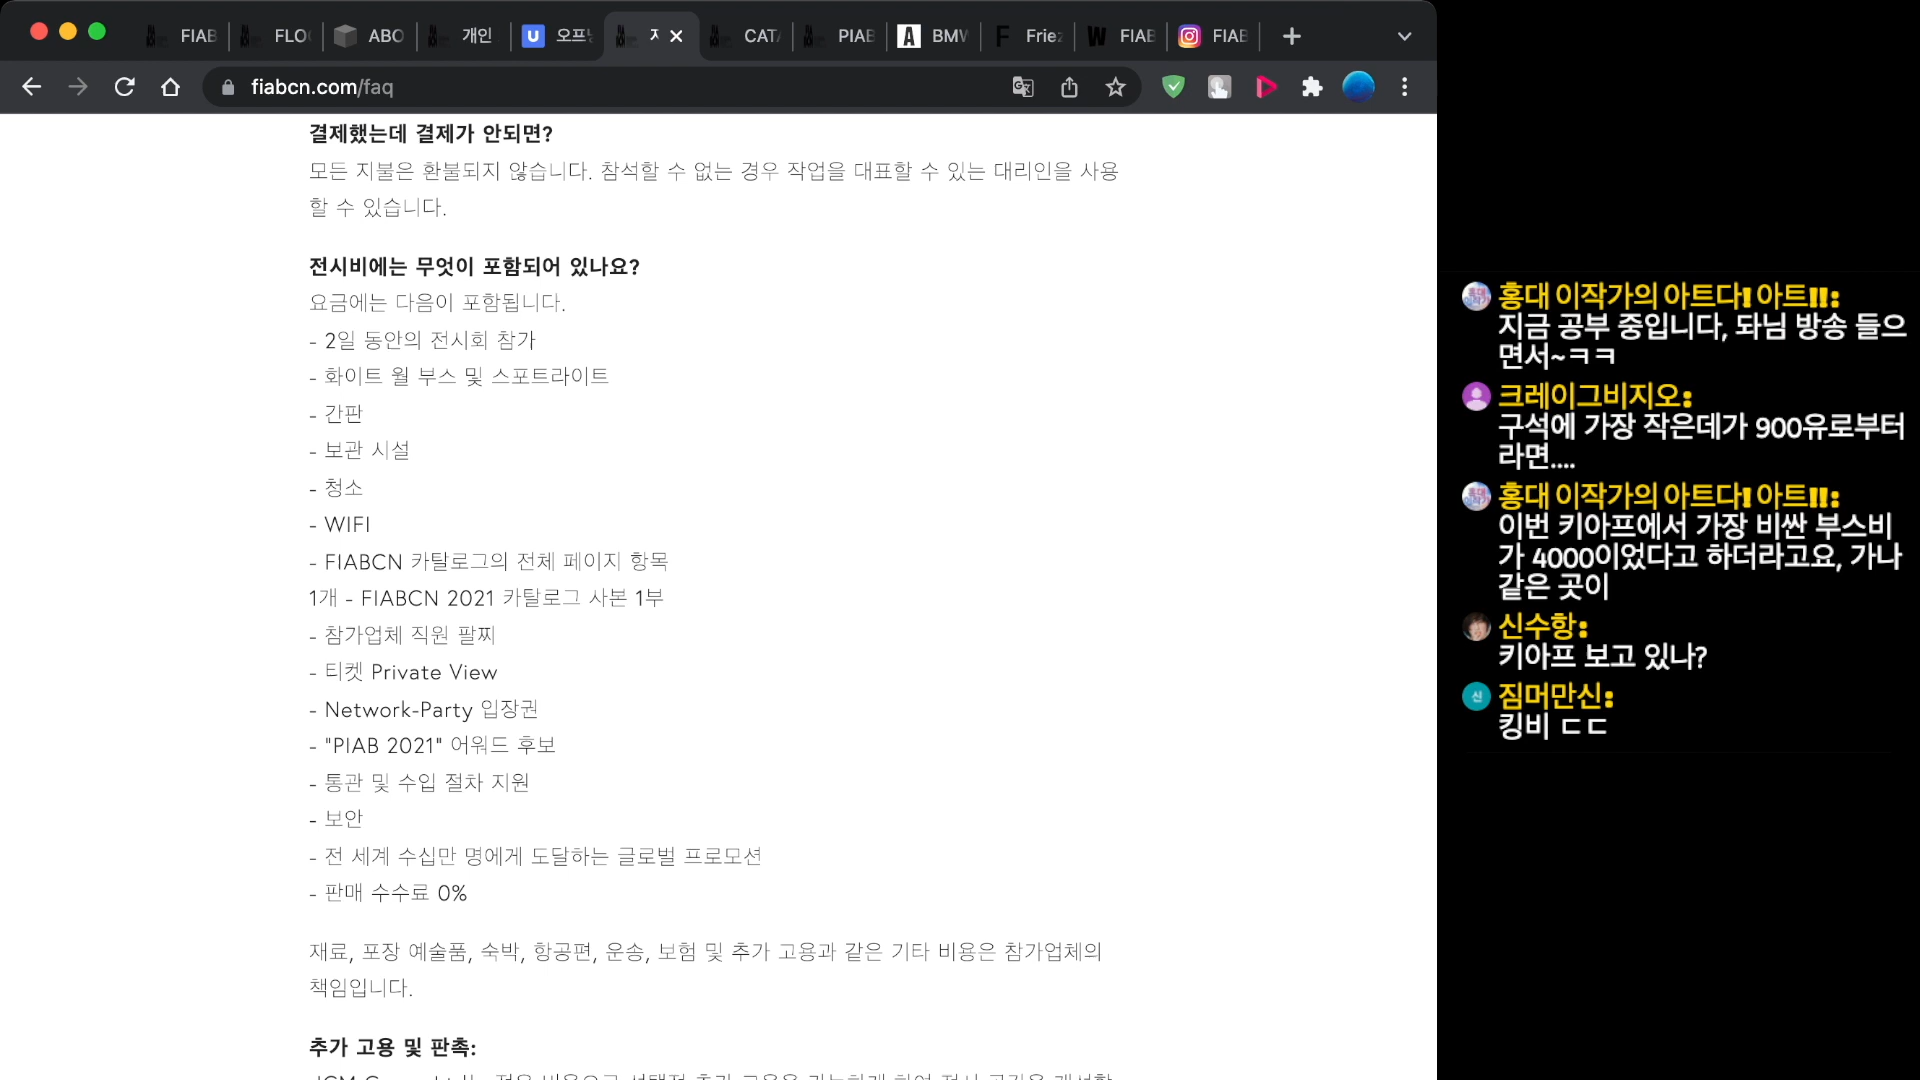 FIAB
FLO
ABO
개인
오프닝
CATA
PIAB
BMW
Friez
FIAB
FIAB
fiabcn.com/faq
결제했는데 결제가 안되면?
모든 지불은 환불되지 않습니다. 참석할 수 없는 경우 작업을 대표할 수 있는 대리인을 사용
할 수 있습니다.
전시비에는 무엇이 포함되어 있나요?
요금에는 다음이 포함됩니다.
- 2일 동안의 전시회 참가
- 화이트 월 부스 및 스포트라이트
- 간판
- 보관 시설
- 청소
- WIFI
- FIABCN 카탈로그의 전체 페이지 항목
1개 - FIABCN 2021 카탈로그 사본 1부
- 참가업체 직원 팔찌
- 티켓 Private View
- Network-Party 입장권
- "PIAB 2021" 어워드 후보
- 통관 및 수입 절차 지원
- 보안
- 전 세계 수십만 명에게 도달하는 글로벌 프로모션
- 판매 수수료 0%
재료, 포장 예술품, 숙박, 항공편, 운송, 보험 및 추가 고용과 같은 기타 비용은 참가업체의
책임입니다.
추가 고용 및 판촉:
홍대 이작가의 아트다! 아트!!:
지금 공부 중입니다, 돠님 방송 들으
면서~ㅋㅋ
크레이그비지오:
구석에 가장 작은데가 900유로부터
라면....
홍대 이작가의 아트다! 아트!!:
이번 키아프에서 가장 비싼 부스비
가 4000이었다고 하더라고요, 가나
같은 곳이
신수항:
키아프 보고 있나?
신
짐머만신:
킹비 ㄷㄷ